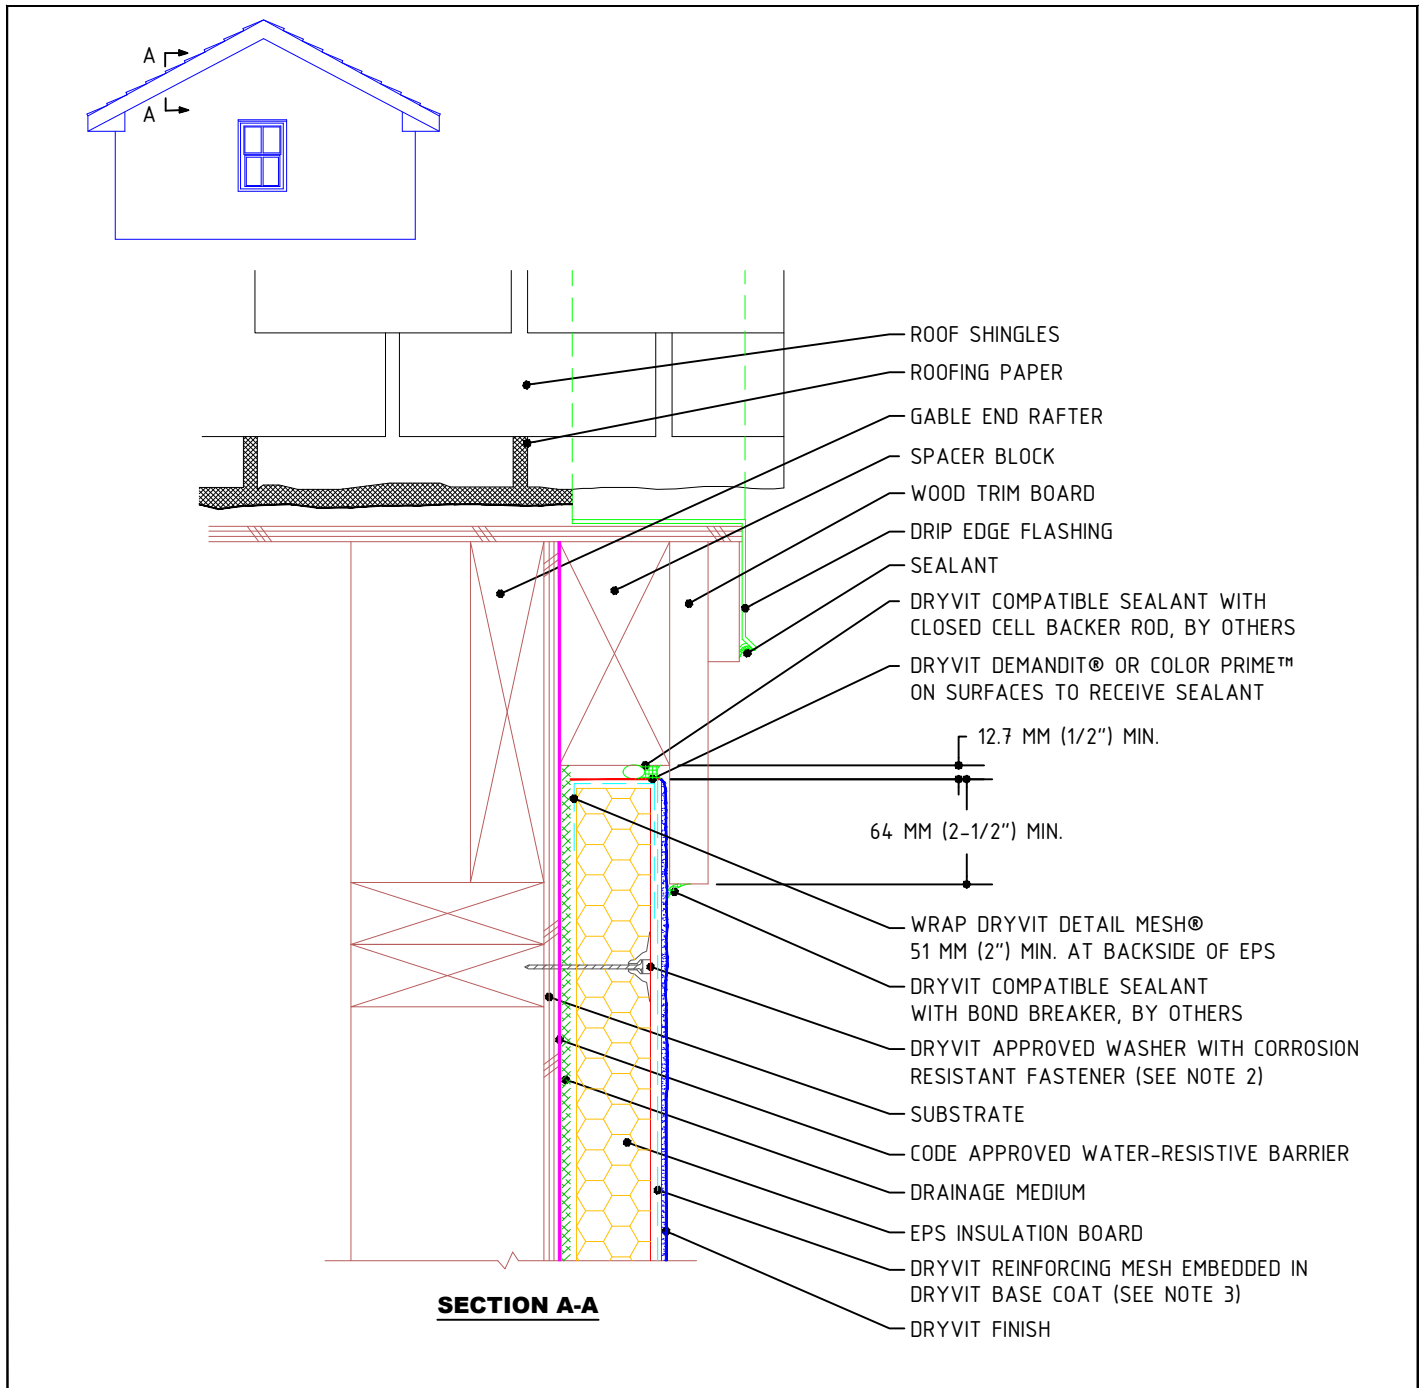 A
A
ROOF SHINGLES
ROOFING PAPER
GABLE END RAFTER
SPACER BLOCK
WOOD TRIM BOARD
DRIP EDGE FLASHING
SEALANT
DRYVIT COMPATIBLE SEALANT WITH
CLOSED CELL BACKER ROD, BY OTHERS
DRYVIT DEMANDIT® OR COLOR PRIME™
ON SURFACES TO RECEIVE SEALANT
12.7 MM (1/2") MIN.
64 MM (2-1/2") MIN.
WRAP DRYVIT DETAIL MESH®
51 MM (2") MIN. AT BACKSIDE OF EPS
DRYVIT COMPATIBLE SEALANT
WITH BOND BREAKER, BY OTHERS
DRYVIT APPROVED WASHER WITH CORROSION
RESISTANT FASTENER (SEE NOTE 2)
SUBSTRATE
CODE APPROVED WATER-RESISTIVE BARRIER
DRAINAGE MEDIUM
EPS INSULATION BOARD
DRYVIT REINFORCING MESH EMBEDDED IN
DRYVIT BASE COAT (SEE NOTE 3)
DRYVIT FINISH
SECTION A-A